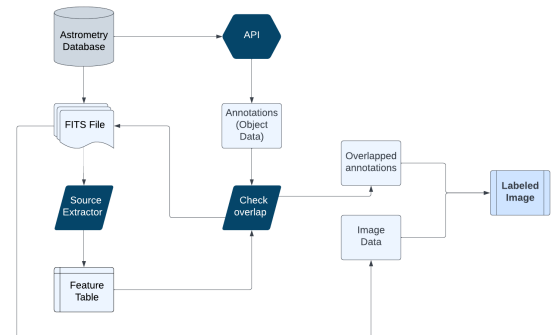 Astrometry
Database
API
FITS File
Annotations
(Object
Data)
Overlapped
annotations
Labeled
Image
Source
Extractor
Check
overlap
Image
Data
Feature
Table